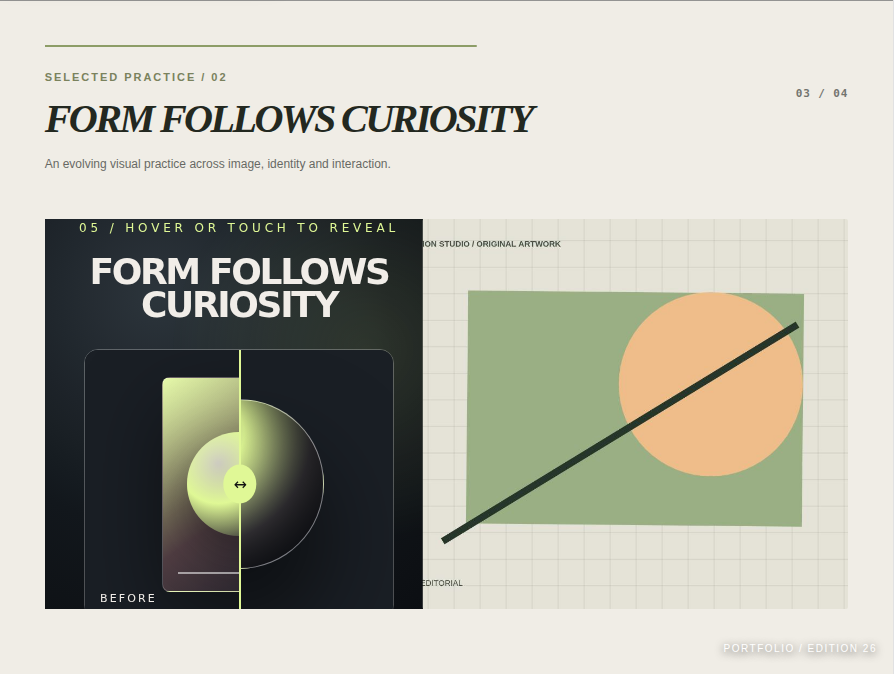 SELECTED PRACTICE / 02
03 / 04
FORM FOLLOWS CURIOSITY
An evolving visual practice across image, identity and interaction.
05 / HOVER OR TOUCH TO REVEAL
FORM FOLLOWS
CURIOSITY
BEFORE
ION STUDIO / ORIGINAL ARTWORK
EDITORIAL
PORTFOLIO / EDITION 26